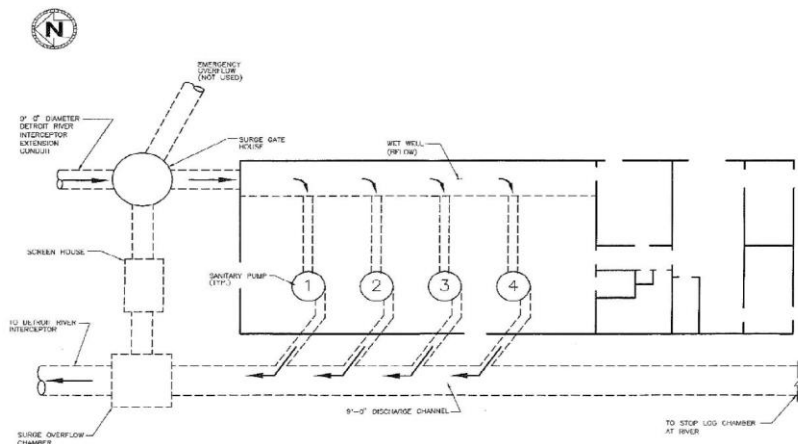 N
EMERGENCY
OVERFLOW
(NOT USED)
DIAMETER
DETROIT RIVER
INTERCEPTOR
EXTENSION
CONDUIT
SURGE GATE
HOUSE
WET WELL
(BELOW)
SCREEN HOUSE
SANITARY PUMP
(TYP.)
1
2
3
4
TO DETROIT RIVER
INTERCEPTOR
9'-0" DISCHARGE CHANNEL
SURGE OVERFLOW
CHAMBER
TO STOP LOG CHAMBER
AT RIVER